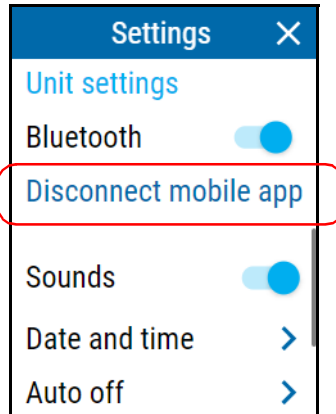 Settings
Unit settings
Bluetooth
Disconnect mobile app
Sounds
Date and time
Auto off